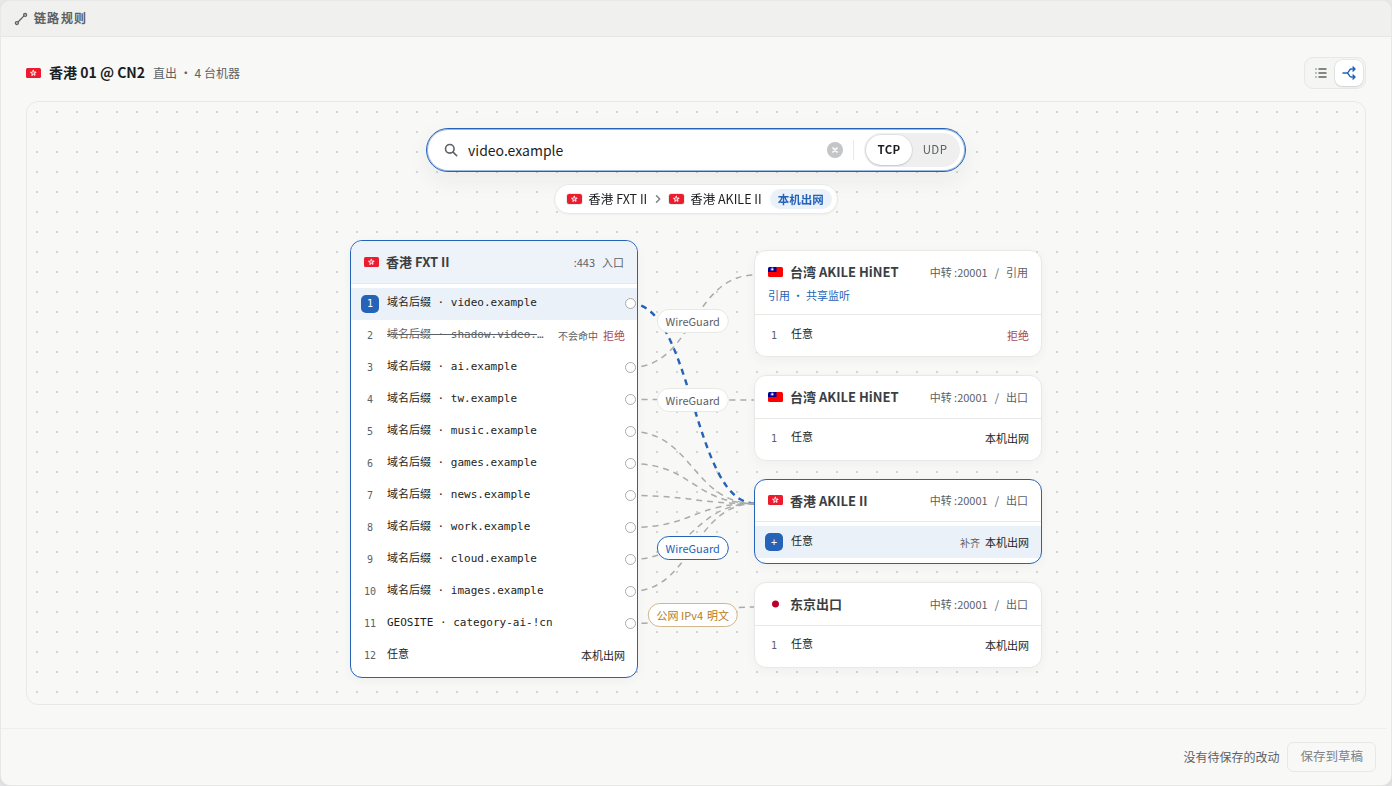 链路规则
香港 01 @ CN2 直出 · 4 台机器
video.example TCP UDP
香港 FXT II > 香港 AKILE II 本机出网
香港 FXT II :443 入口
1 域名后缀 · video.example
2 域名后缀 · shadow.video.… 不会命中 拒绝
3 域名后缀 · ai.example
4 域名后缀 · tw.example
5 域名后缀 · music.example
6 域名后缀 · games.example
7 域名后缀 · news.example
8 域名后缀 · work.example
9 域名后缀 · cloud.example
10 域名后缀 · images.example
11 GEOSITE · category-ai-!cn
12 任意 本机出网
WireGuard
WireGuard
WireGuard
公网 IPv4 明文
台湾 AKILE HiNET 中转 :20001 / 引用
引用 · 共享监听
1 任意 拒绝
台湾 AKILE HiNET 中转 :20001 / 出口
1 任意 本机出网
香港 AKILE II 中转 :20001 / 出口
+ 任意 补齐 本机出网
东京出口 中转 :20001 / 出口
1 任意 本机出网
没有待保存的改动 保存到草稿